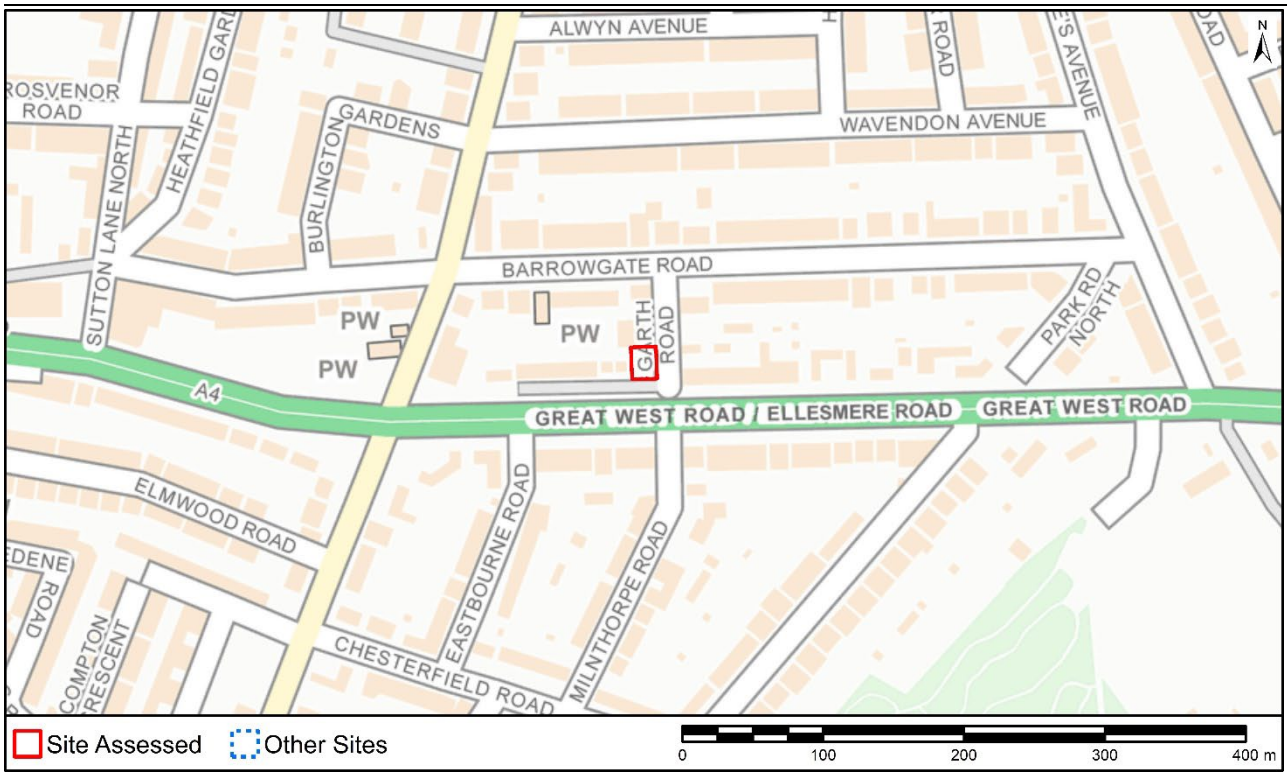 ALWYN AVENUE
N
ROAD
HEATHFIELD GARD
ROSVENOR
ROAD
BURLINGTON
GARDENS
ROAD
E'S AVENUE
WAVENDON AVENUE
SUTTON LANE NORTH
BARROWGATE ROAD
PW
PW
PW
GARTH
ROAD
PARK RD
NORTH
A4
GREAT WEST ROAD / ELLESMERE ROAD
GREAT WEST ROAD
ELMWOOD ROAD
EASTBOURNE ROAD
MILNTHORPE ROAD
EDENE
ROAD
COMPTON
CRESCENT
CHESTERFIELD ROAD
Site Assessed
Other Sites
0
100
200
300
400 m